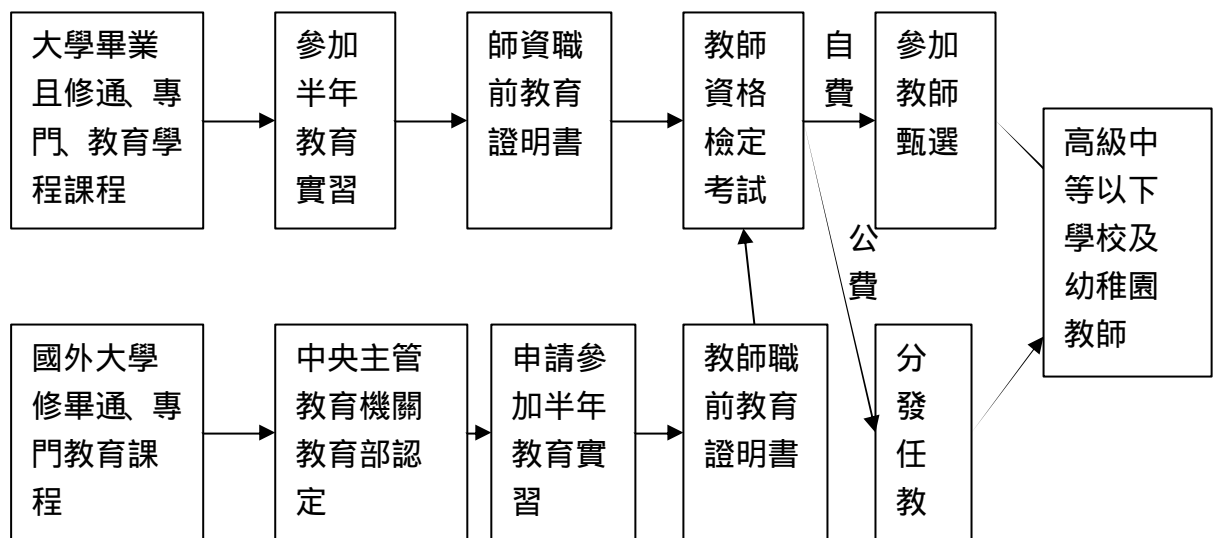 大學畢業
且修通、專
門、教育學
程課程
參加
半年
教育
實習
師資職
前教育
證明書
教師
資格
檢定
考試
自
費
參加
教師
甄選
公
費
高級中
等以下
學校及
幼稚園
教師
國外大學
修畢通、專
門教育課
程
中央主管
教育機關
教育部認
定
申請參
加半年
教育實
習
教師職
前教育
證明書
分
發
任
教